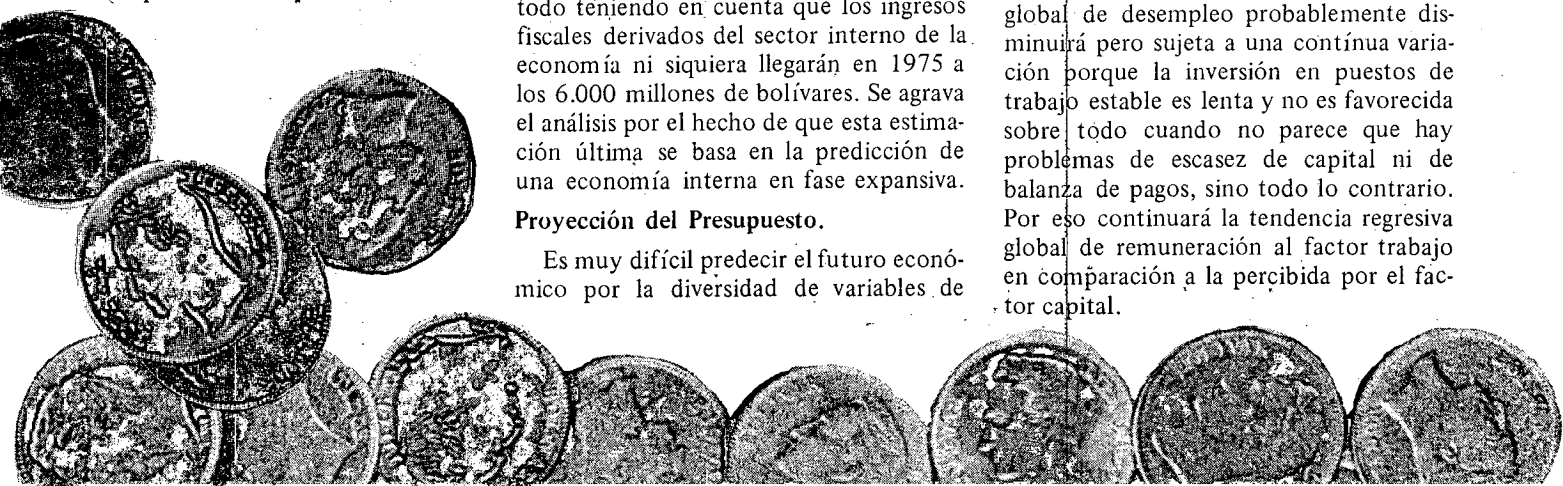 todo teniendo en cuenta que los ingresos
fiscales derivados del sector interno de la
economía ni siquiera llegarán en 1975 a
los 6.000 millones de bolívares. Se agrava
el análisis por el hecho de que esta estima-
ción última se basa en la predicción de
una economía interna en fase expansiva.
Proyección del Presupuesto.
Es muy difícil predecir el futuro econó-
mico por la diversidad de variables de
global de desempleo probablemente dis-
minuirá pero sujeta a una contínua varia-
ción porque la inversión en puestos de
trabajo estable es lenta y no es favorecida
sobre todo cuando no parece que hay
problemas de escasez de capital ni de
balanza de pagos, sino todo lo contrario.
Por eso continuará la tendencia regresiva
global de remuneración al factor trabajo
en comparación a la percibida por el fac-
tor capital.